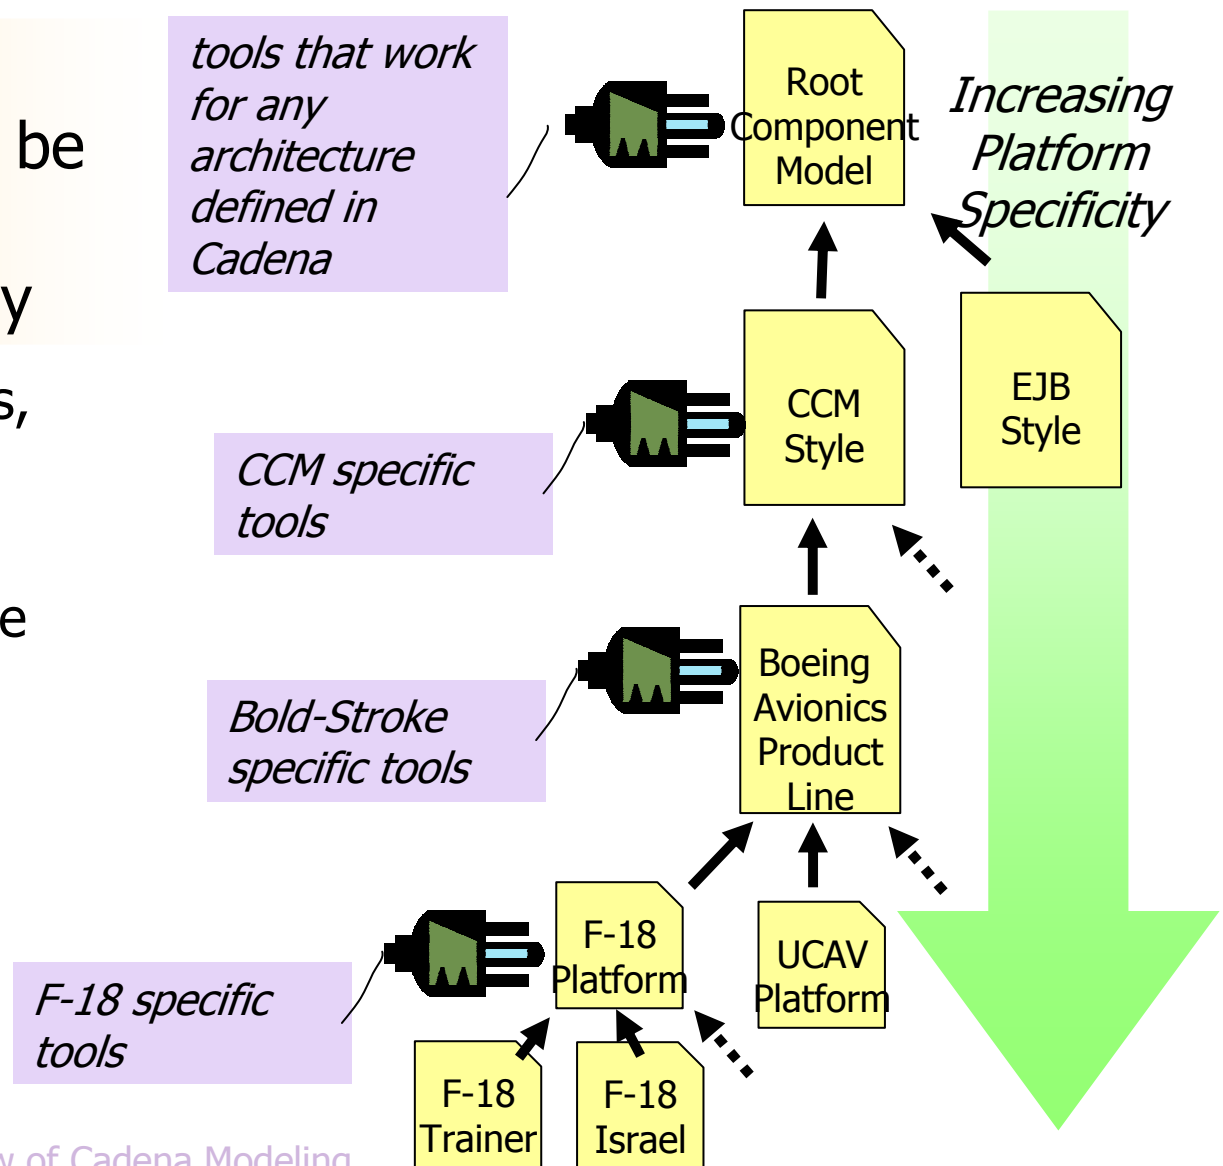 be
y
s,
e
tools that work
for any
architecture
defined in
Cadena
Root
Component
Model
Increasing
Platform
Specificity
CCM
Style
EJB
Style
CCM specific
tools
Boeing
Avionics
Product
Line
Bold-Stroke
specific tools
F-18
Platform
UCAV
Platform
F-18 specific
tools
F-18
Trainer
F-18
Israel
w of Cadena Modeling